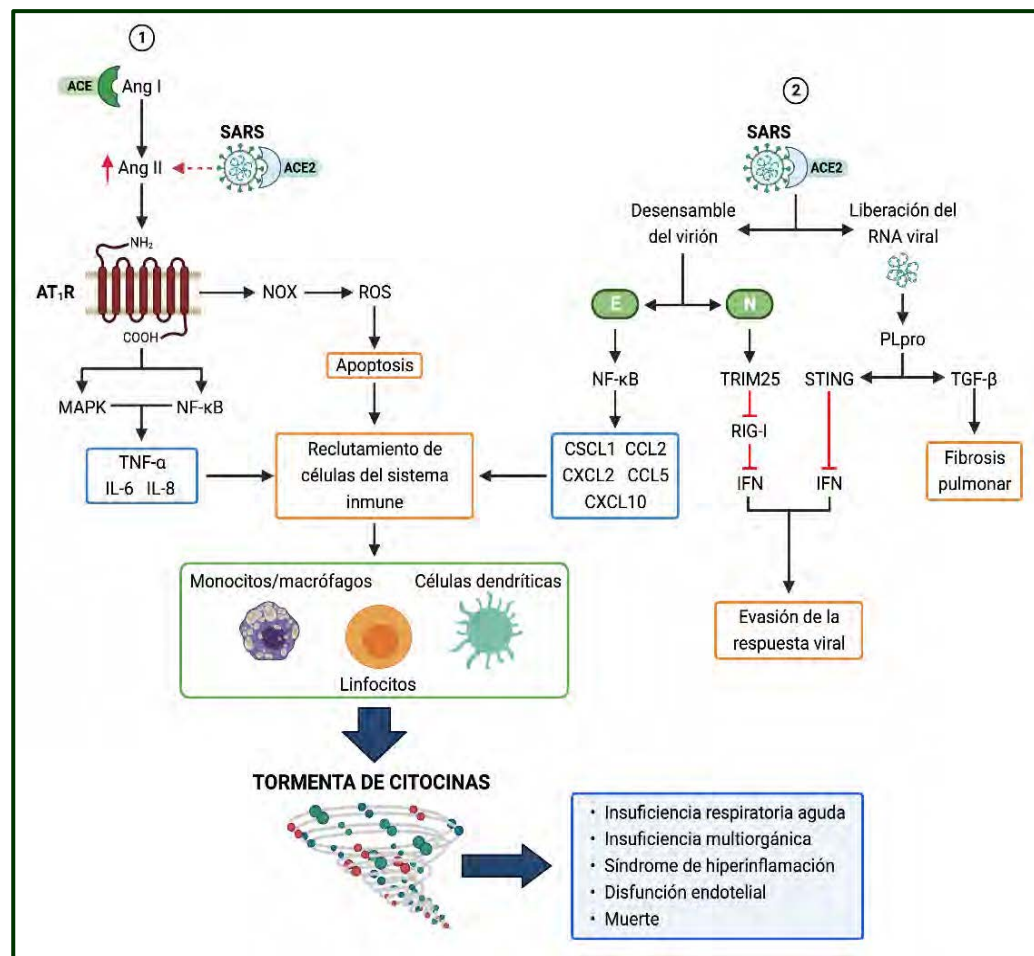 1
ACE
Ang I
SARS
Ang II
ACE2
NH₂
AT₁R
NOX
ROS
COOH
Apoptosis
MAPK
NF-κB
TNF-α
IL-6 IL-8
Reclutamiento de
células del sistema
inmune
2
SARS
ACE2
Desensamble
del virión
Liberación del
RNA viral
E
N
PLpro
NF-κB
TRIM25
STING
TGF-β
RIG-I
CSCL1 CCL2
CXCL2 CCL5
CXCL10
IFN
IFN
Fibrosis
pulmonar
Evasión de la
respuesta viral
Monocitos/macrófagos
Células dendríticas
Linfocitos
TORMENTA DE CITOCINAS
· Insuficiencia respiratoria aguda
· Insuficiencia multiorgánica
· Síndrome de hiperinflamación
· Disfunción endotelial
· Muerte